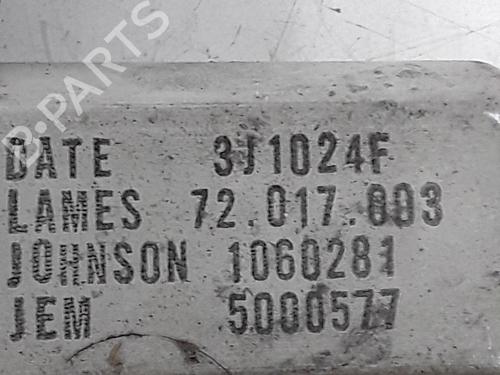 B-PARTS
DATE 3J1024F
LAMES 72.017.003
JOHNSON 1060281
JEM 5000577